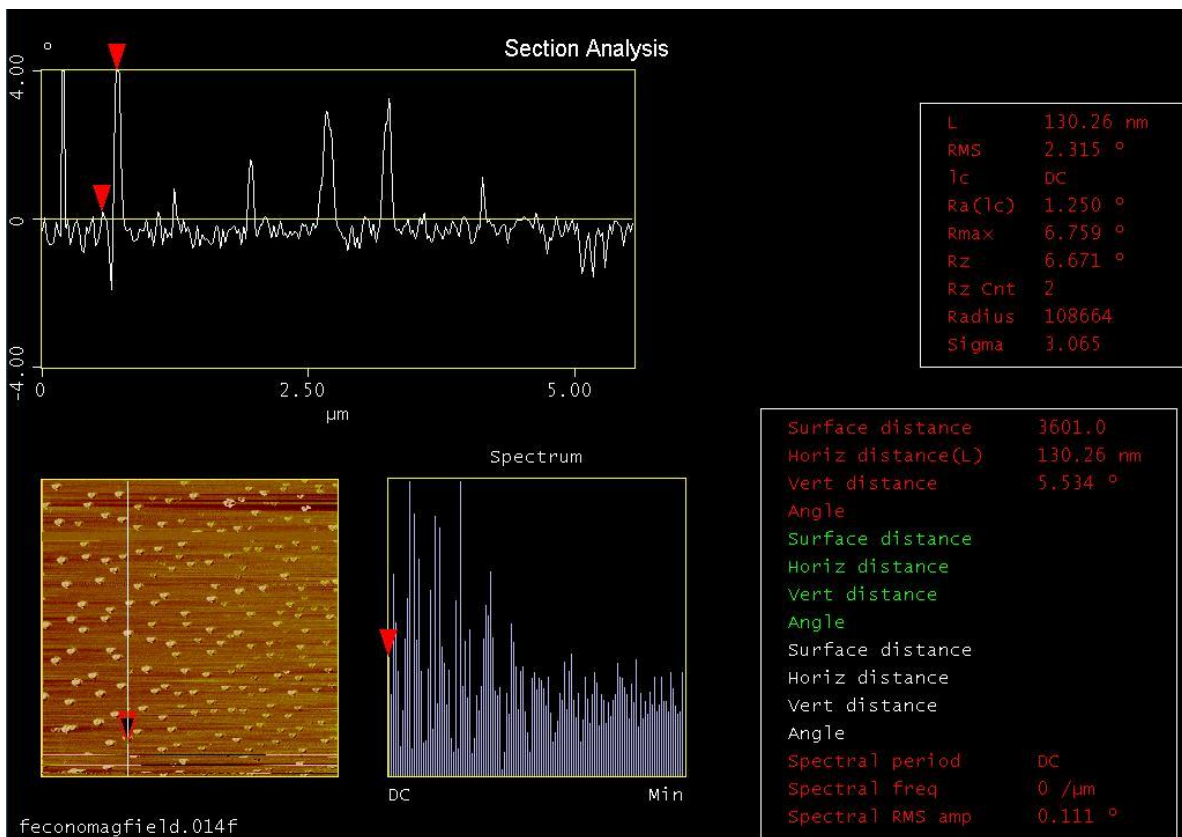 Section Analysis
°
4.00
0
-4.00
0 2.50 5.00
µm
L 130.26 nm
RMS 2.315 °
lc DC
Ra(lc) 1.250 °
Rmax 6.759 °
Rz 6.671 °
Rz Cnt 2
Radius 108664
Sigma 3.065
Spectrum
DC Min
Surface distance 3601.0
Horiz distance(L) 130.26 nm
Vert distance 5.534 °
Angle
Surface distance
Horiz distance
Vert distance
Angle
Surface distance
Horiz distance
Vert distance
Angle
Spectral period DC
Spectral freq 0 /µm
Spectral RMS amp 0.111 °
feconomagfield.014f